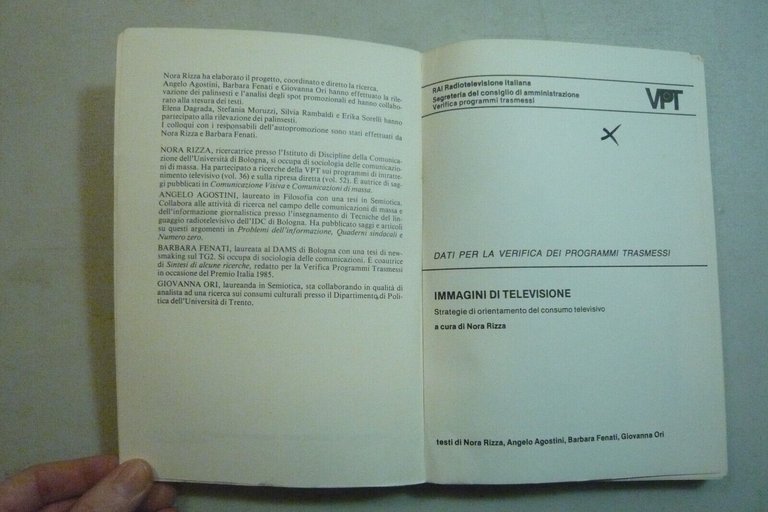 Nora Rizza ha elaborato il progetto, coordinato e diretto la ricerca.
Angelo Agostini, Barbara Fenati e Giovanna Ori hanno effettuato la rile-
vazione dei palinsesti e l'analisi degli spot promozionali ed hanno collabo-
rato alla stesura dei testi.
Elena Dagrada, Stefania Moruzzi, Silvia Rambaldi e Erika Sorelli hanno
partecipato alla rilevazione dei palinsesti.
I colloqui con i responsabili dell'autopromozione sono stati effettuati da
Nora Rizza e Barbara Fenati.
NORA RIZZA, ricercatrice presso l'Istituto di Discipline della Comunica-
zione dell'Università di Bologna, si occupa di sociologia delle comunicazio-
ni di massa. Ha partecipato a ricerche della VPT sui programmi di intratte-
nimento televisivo (vol. 36) e sulla ripresa diretta (vol. 52). È autrice di sag-
gi pubblicati in Comunicazione Visiva e Comunicazioni di massa.
ANGELO AGOSTINI, laureato in Filosofia con una tesi in Semiotica.
Collabora alle attività di ricerca nel campo delle comunicazioni di massa e
dell'informazione giornalistica presso l'insegnamento di Tecniche del lin-
guaggio radiotelevisivo dell'IDC di Bologna. Ha pubblicato saggi e articoli
su questi argomenti in Problemi dell'informazione, Quaderni sindacali e
Numero zero.
BARBARA FENATI, laureata al DAMS di Bologna con una tesi di new-
smaking sul TG2. Si occupa di sociologia delle comunicazioni. È coautrice
di Sintesi di alcune ricerche, redatto per la Verifica Programmi Trasmessi
in occasione del Premio Italia 1985.
GIOVANNA ORI, laureanda in Semiotica, sta collaborando in qualità di
analista ad una ricerca sui consumi culturali presso il Dipartimento di Poli-
tica dell'Università di Trento.
RAI Radiotelevisione Italiana
Segreteria del consiglio di amministrazione
Verifica programmi trasmessi
VPT
DATI PER LA VERIFICA DEI PROGRAMMI TRASMESSI
IMMAGINI DI TELEVISIONE
Strategie di orientamento del consumo televisivo
a cura di Nora Rizza
testi di Nora Rizza, Angelo Agostini, Barbara Fenati, Giovanna Ori